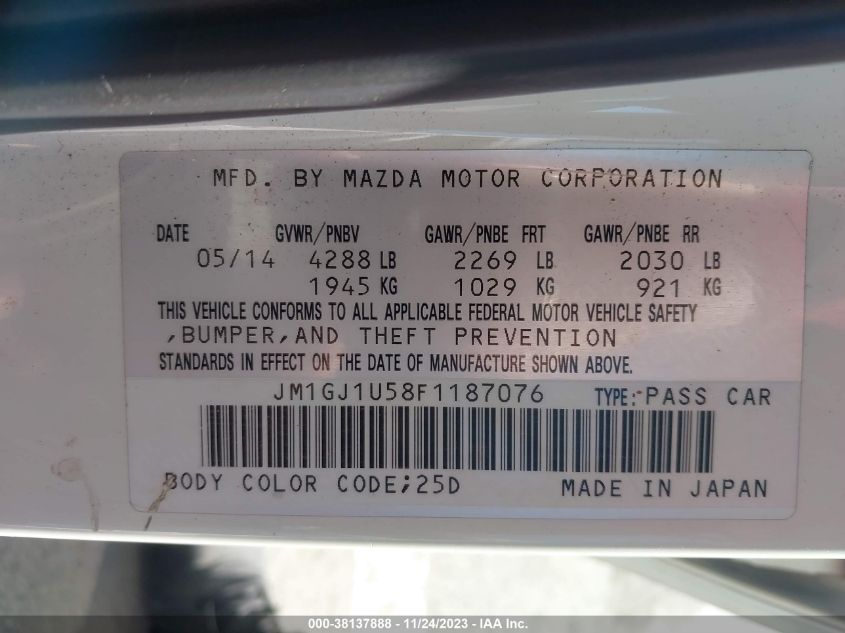 MFD. BY MAZDA MOTOR CORPORATION
DATE GVWR/PNBV GAWR/PNBE FRT GAWR/PNBE RR
05/14 4288 LB 2269 LB 2030 LB
1945 KG 1029 KG 921 KG
THIS VEHICLE CONFORMS TO ALL APPLICABLE FEDERAL MOTOR VEHICLE SAFETY
,BUMPER,AND THEFT PREVENTION
STANDARDS IN EFFECT ON THE DATE OF MANUFACTURE SHOWN ABOVE.
JM1GJ1U58F1187076 TYPE: PASS CAR
BODY COLOR CODE;25D MADE IN JAPAN
000-38137888 - 11/24/2023 - IAA Inc.